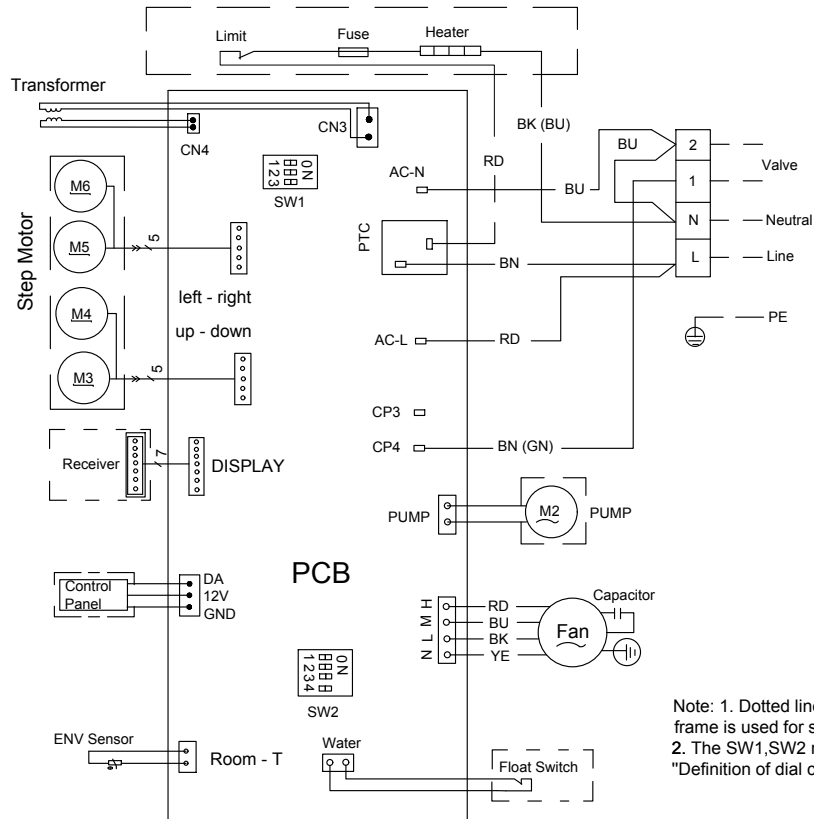 Limit
Fuse
Heater
Transformer
CN3
CN4
BK (BU)
RD
BU
2
Valve
1
AC-N
BU
N
Neutral
L
Line
PE
ON
123
SW1
PTC
BN
Step Motor
M6
M5
5
left - right
M4
up - down
M3
5
AC-L
RD
CP3
CP4
BN (GN)
Receiver
7
DISPLAY
PUMP
M2
PUMP
PCB
Control
Panel
DA
12V
GND
H
M
L
N
RD
BU
BK
YE
Fan
Capacitor
ON
1234
SW2
ENV Sensor
Room - T
Water
Float Switch
Note: 1. Dotted line
frame is used for s
2. The SW1,SW2
"Definition of dial